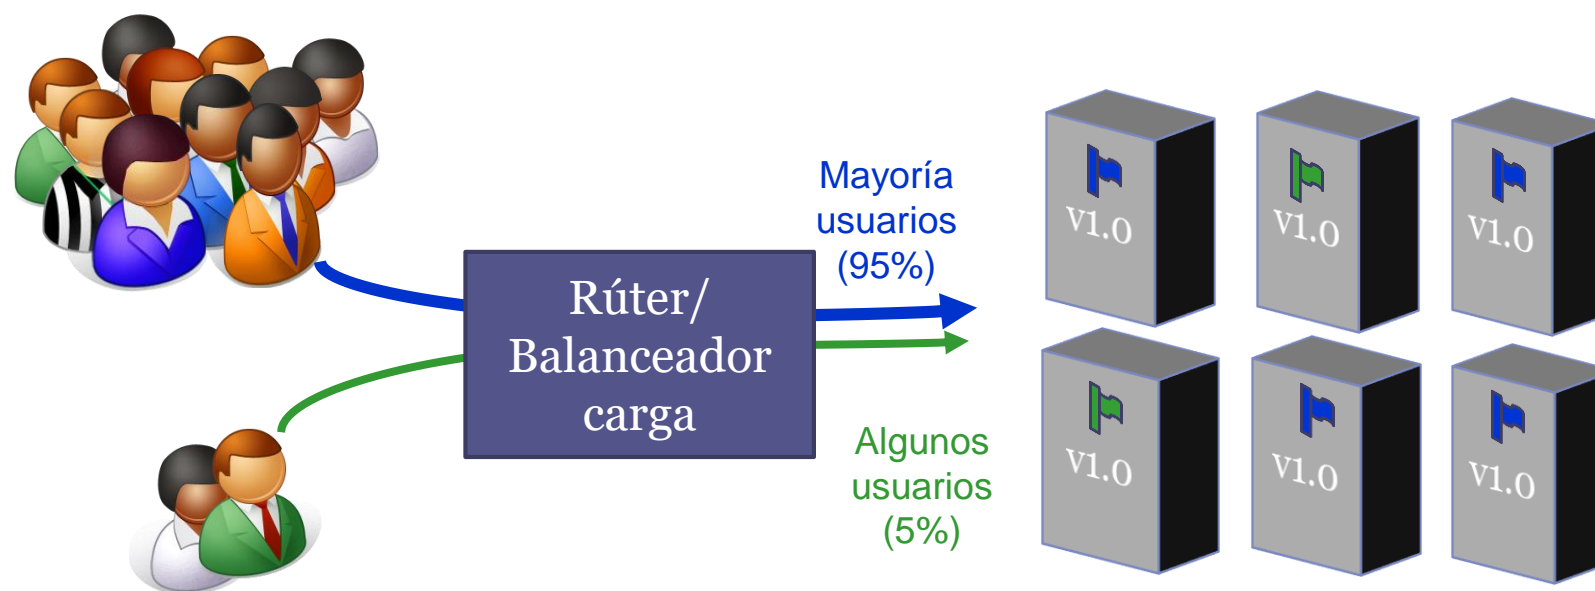 Mayoría
usuarios
(95%)
Rúter/
Balanceador
carga
Algunos
usuarios
(5%)
v1.0
v1.0
v1.0
v1.0
v1.0
v1.0